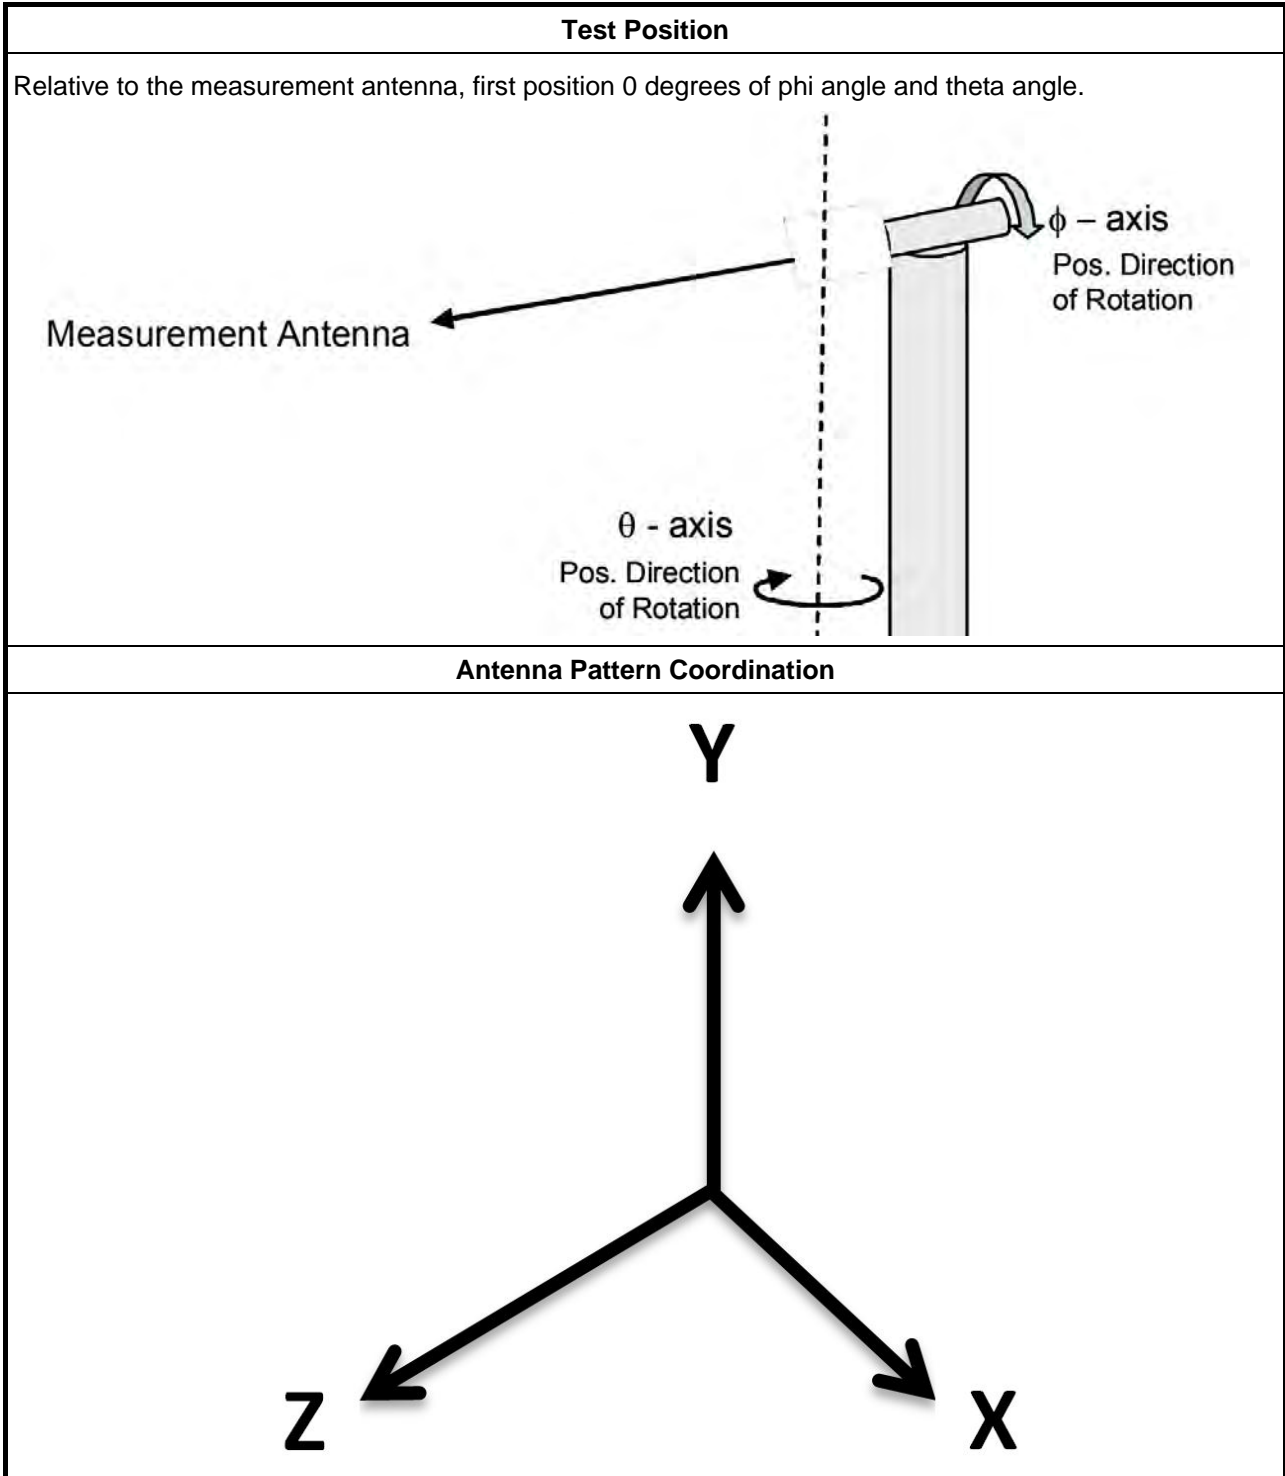 Test Position
Relative to the measurement antenna, first position 0 degrees of phi angle and theta angle.
ϕ – axis
Pos. Direction
of Rotation
Measurement Antenna
θ - axis
Pos. Direction
of Rotation
Antenna Pattern Coordination
Y
Z
X